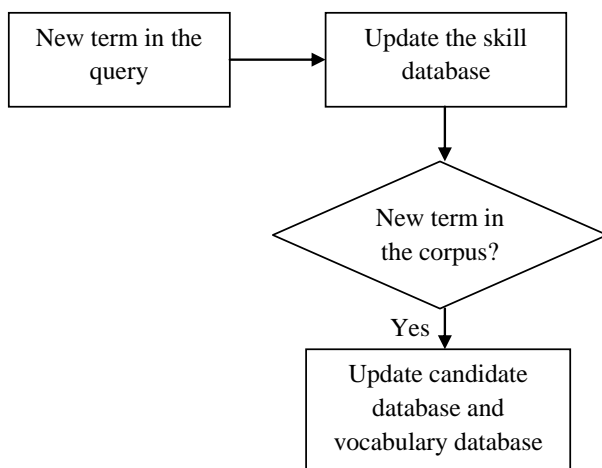 New term in the
query
Update the skill
database
New term in
the corpus?
Yes
Update candidate
database and
vocabulary database